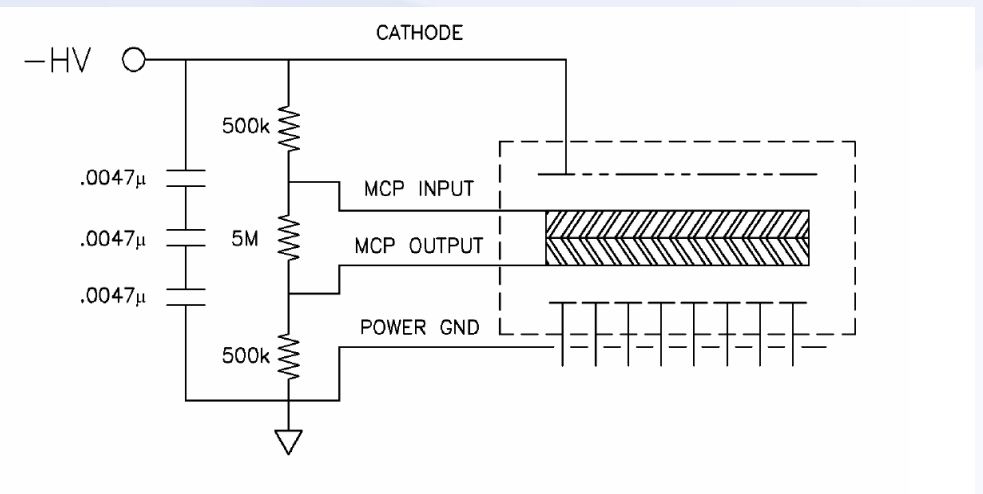 CATHODE
−HV
500k
.0047μ
MCP INPUT
.0047μ
5M
MCP OUTPUT
.0047μ
POWER GND
500k